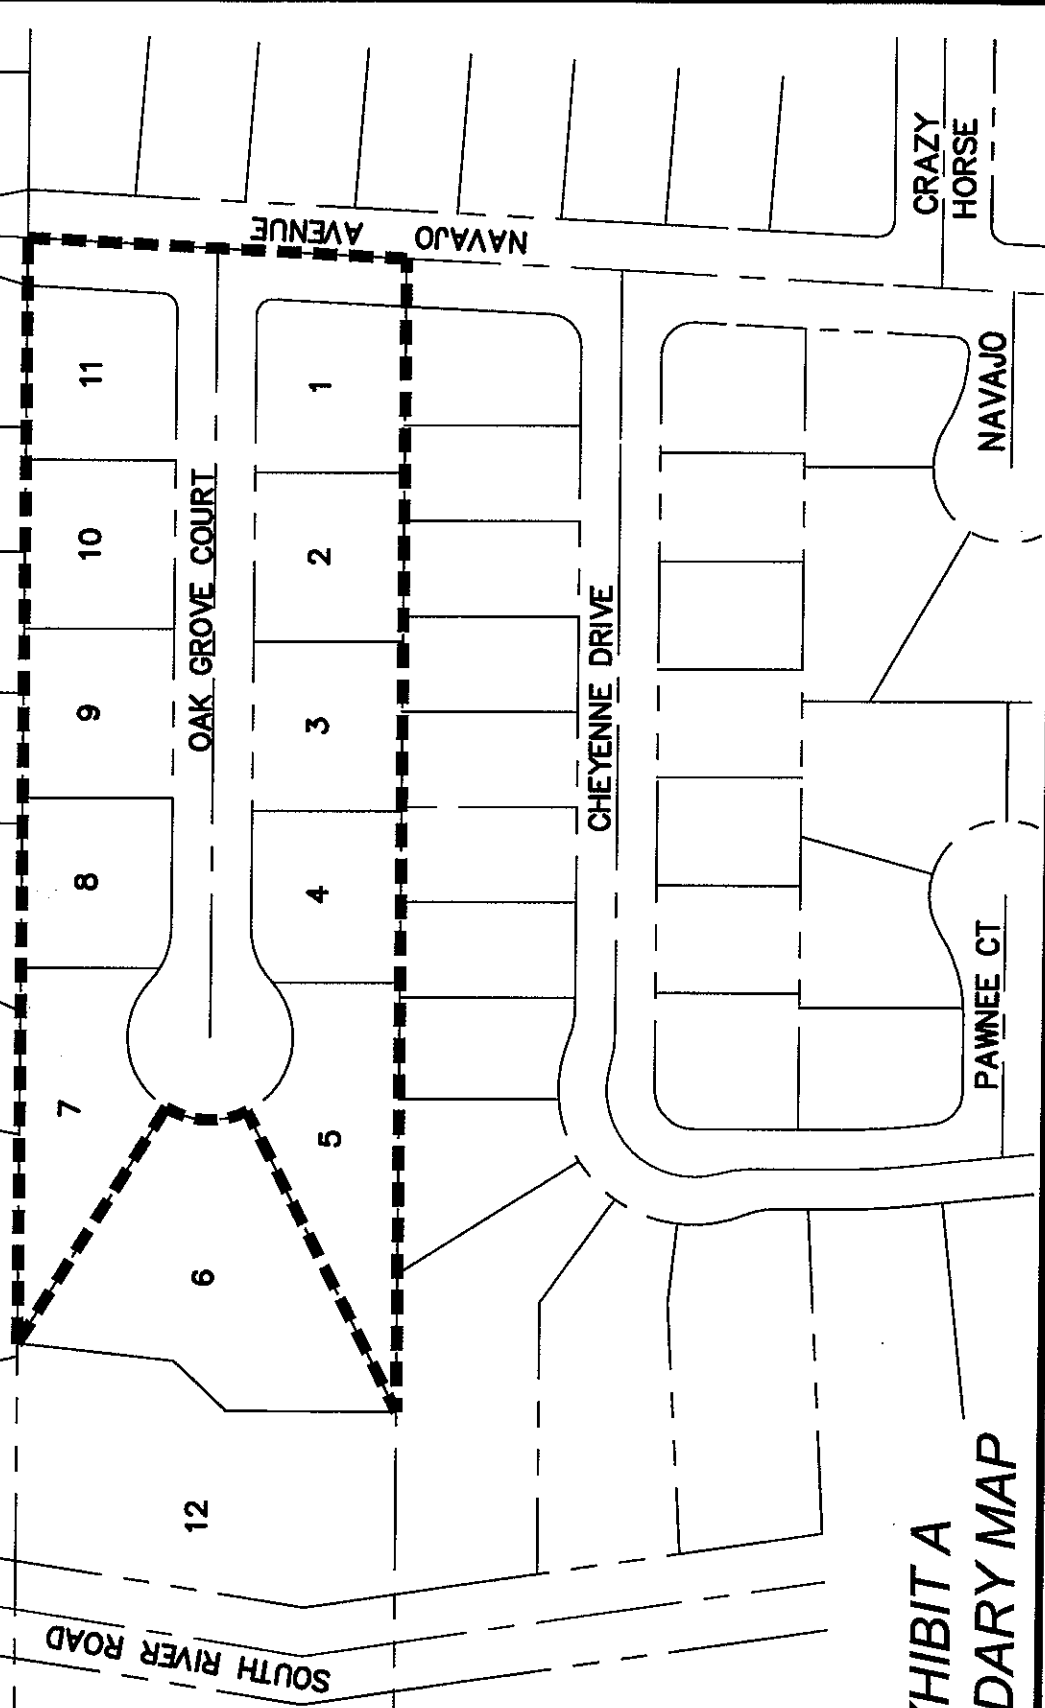 CRAZY
HORSE
NAVAJO AVENUE
11
1
NAVAJO
10
OAK GROVE COURT
2
CHEYENNE DRIVE
9
3
8
4
PAWNEE CT
7
5
6
12
SOUTH RIVER ROAD
HIBIT A
DARY MAP